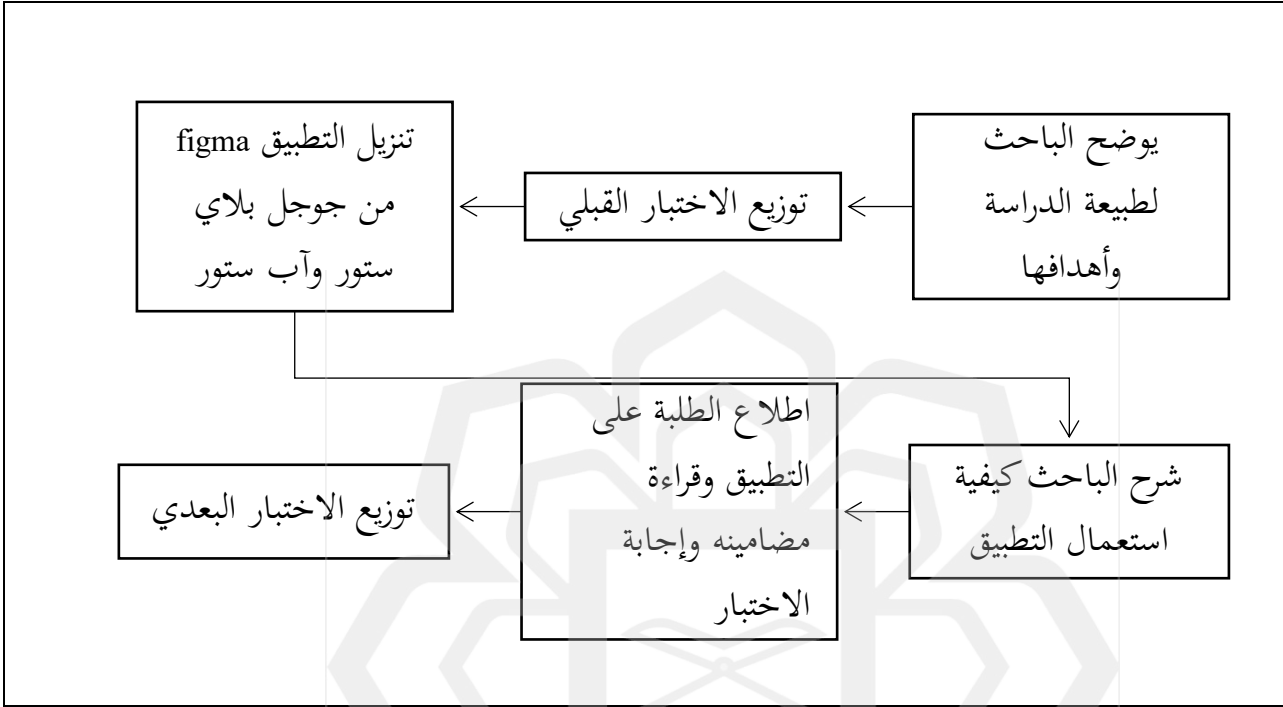 يوضح الباحث
لطبيعة الدراسة
وأهدافها
توزيع الاختبار القبلي
تنزيل التطبيق figma
من جوجل بلاي
ستور وآب ستور
شرح الباحث كيفية
استعمال التطبيق
اطلاع الطلبة على
التطبيق وقراءة
مضامينه وإجابة
الاختبار
توزيع الاختبار البعدي